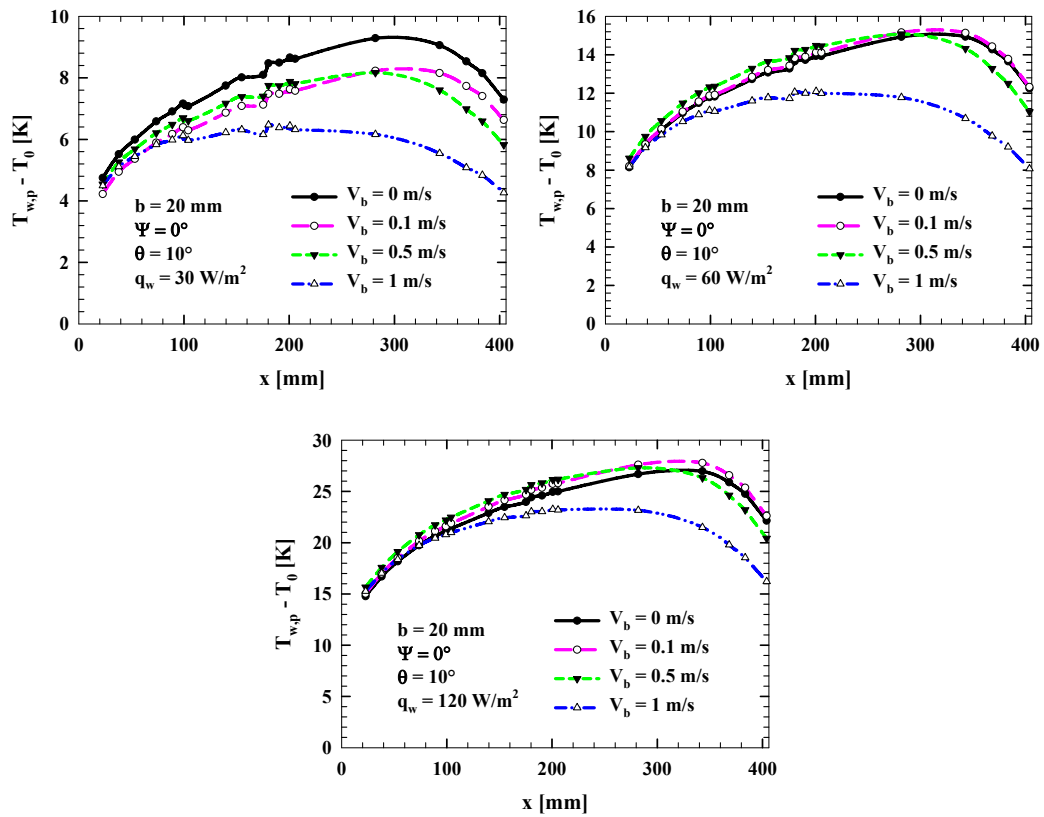 10
8
6
4
2
0
T_{w,p} - T_0 [K]
b = 20 mm
Ψ = 0°
θ = 10°
q_w = 30 W/m²
V_b = 0 m/s
V_b = 0.1 m/s
V_b = 0.5 m/s
V_b = 1 m/s
0 100 200 300 400
x [mm]
16
14
12
10
8
6
4
2
0
T_{w,p} - T_0 [K]
b = 20 mm
Ψ = 0°
θ = 10°
q_w = 60 W/m²
V_b = 0 m/s
V_b = 0.1 m/s
V_b = 0.5 m/s
V_b = 1 m/s
0 100 200 300 400
x [mm]
30
25
20
15
10
5
0
T_{w,p} - T_0 [K]
b = 20 mm
Ψ = 0°
θ = 10°
q_w = 120 W/m²
V_b = 0 m/s
V_b = 0.1 m/s
V_b = 0.5 m/s
V_b = 1 m/s
0 100 200 300 400
x [mm]